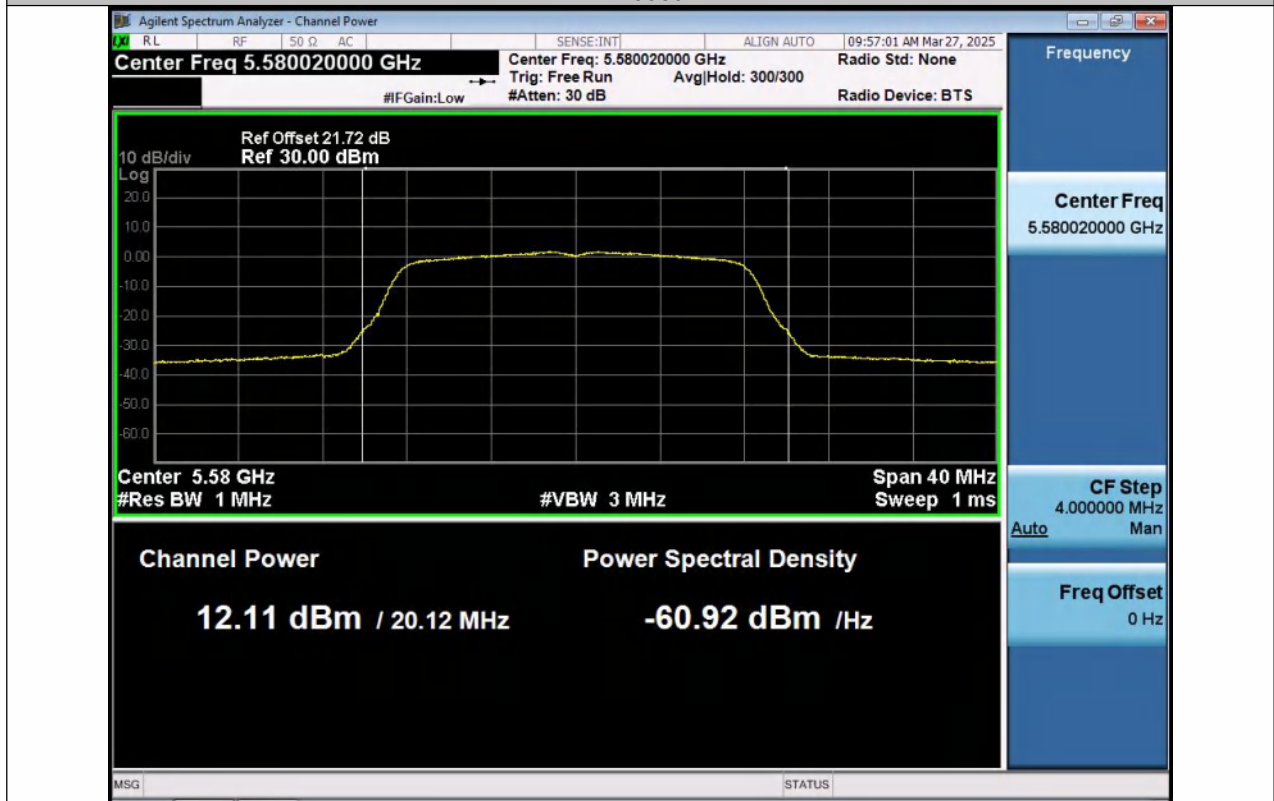 Agilent Spectrum Analyzer - Channel Power
LXI RL RF 50 Ω AC SENSE:INT ALIGN AUTO 09:57:01 AM Mar 27, 2025
Center Freq 5.580020000 GHz
Center Freq: 5.580020000 GHz
Radio Std: None
Trig: Free Run Avg|Hold: 300/300
#IFGain:Low #Atten: 30 dB
Radio Device: BTS
Frequency
Ref Offset 21.72 dB
10 dB/div Ref 30.00 dBm
Log
20.0
10.0
0.00
-10.0
-20.0
-30.0
-40.0
-50.0
-60.0
Center 5.58 GHz Span 40 MHz
#Res BW 1 MHz #VBW 3 MHz Sweep 1 ms
Channel Power Power Spectral Density
12.11 dBm / 20.12 MHz -60.92 dBm /Hz
Center Freq
5.580020000 GHz
CF Step
4.000000 MHz
Auto Man
Freq Offset
0 Hz
MSG STATUS